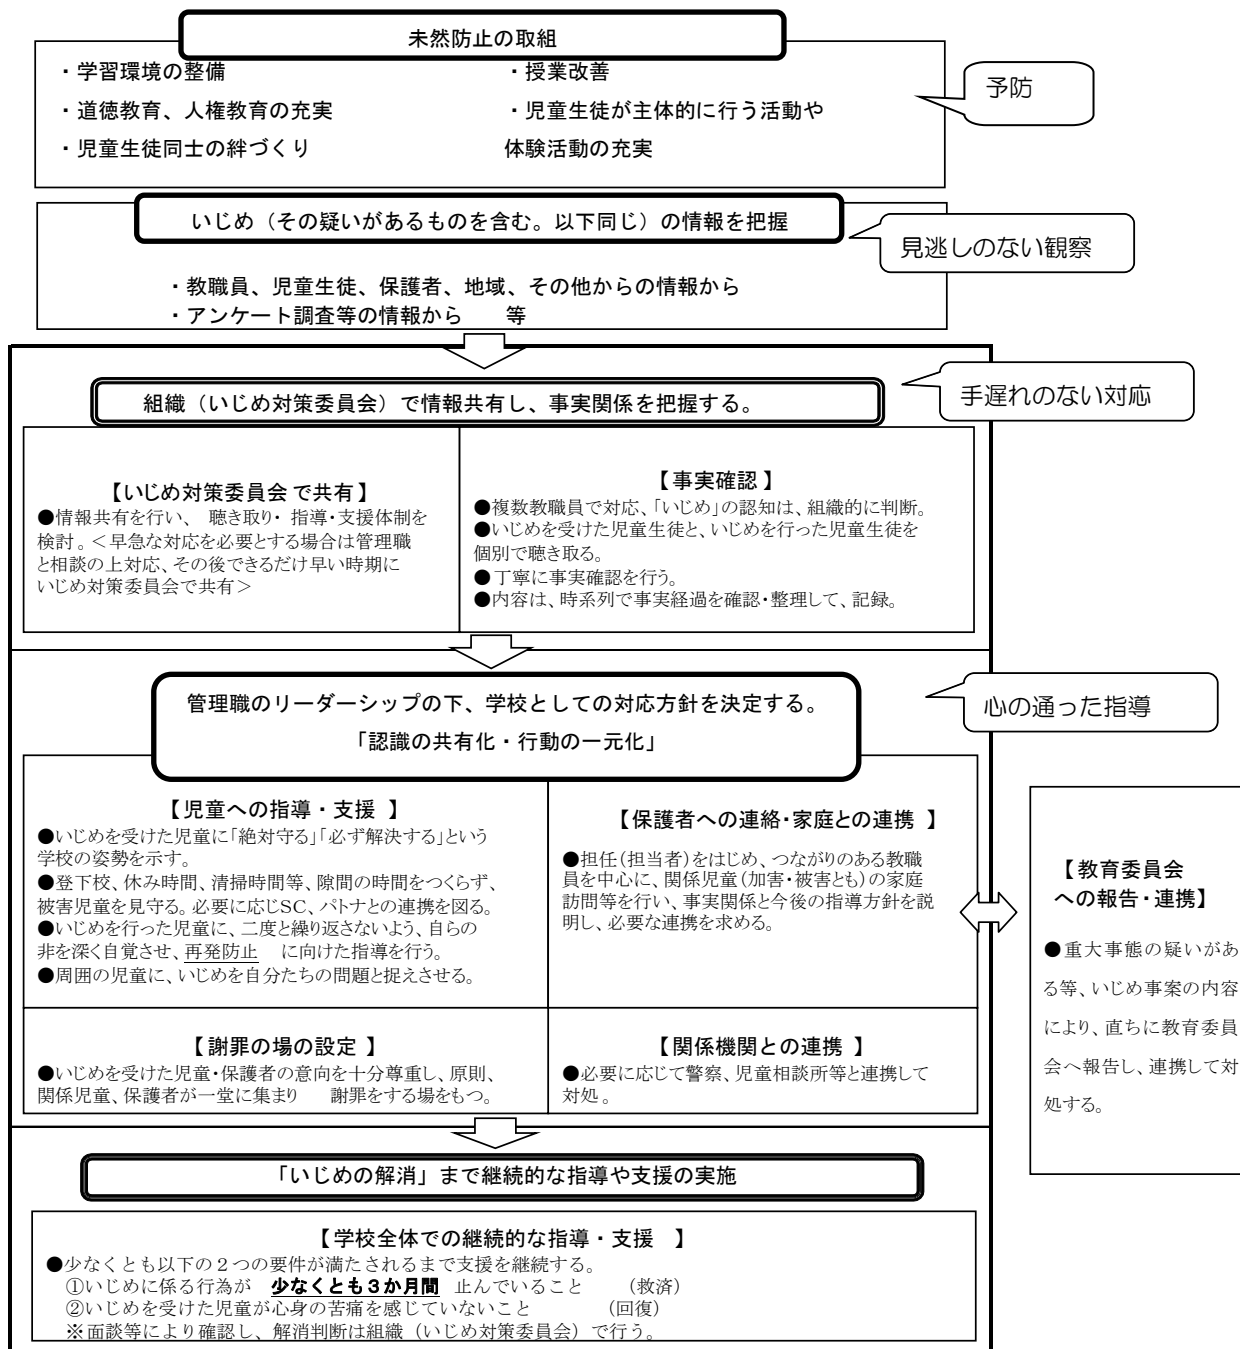 未然防止の取組
・学習環境の整備
・授業改善
・道徳教育、人権教育の充実
・児童生徒が主体的に行う活動や
・児童生徒同士の絆づくり
体験活動の充実
予防
いじめ（その疑いがあるものを含む。以下同じ）の情報を把握
見逃しのない観察
・教職員、児童生徒、保護者、地域、その他からの情報から
・アンケート調査等の情報から　等
手遅れのない対応
組織（いじめ対策委員会）で情報共有し、事実関係を把握する。
【いじめ対策委員会で共有】
●情報共有を行い、聴き取り・指導・支援体制を
検討。＜早急な対応を必要とする場合は管理職
と相談の上対応、その後できるだけ早い時期に
いじめ対策委員会で共有＞
【事実確認】
●複数教職員で対応、「いじめ」の認知は、組織的に判断。
●いじめを受けた児童生徒と、いじめを行った児童生徒を
個別で聴き取る。
●丁寧に事実確認を行う。
●内容は、時系列で事実経過を確認・整理して、記録。
管理職のリーダーシップの下、学校としての対応方針を決定する。
「認識の共有化・行動の一元化」
心の通った指導
【児童への指導・支援】
●いじめを受けた児童に「絶対守る」「必ず解決する」という
学校の姿勢を示す。
●登下校、休み時間、清掃時間等、隙間の時間をつくらず、
被害児童を見守る。必要に応じSC、パトナとの連携を図る。
●いじめを行った児童に、二度と繰り返さないよう、自らの
非を深く自覚させ、再発防止　に向けた指導を行う。
●周囲の児童に、いじめを自分たちの問題と捉えさせる。
【保護者への連絡・家庭との連携】
●担任（担当者）をはじめ、つながりのある教職
員を中心に、関係児童（加害・被害とも）の家庭
訪問等を行い、事実関係と今後の指導方針を説
明し、必要な連携を求める。
【謝罪の場の設定】
●いじめを受けた児童・保護者の意向を十分尊重し、原則、
関係児童、保護者が一堂に集まり　謝罪をする場をもつ。
【関係機関との連携】
●必要に応じて警察、児童相談所等と連携して
対処。
【教育委員会
への報告・連携】
●重大事態の疑いがあ
る等、いじめ事案の内容
により、直ちに教育委員
会へ報告し、連携して対
処する。
「いじめの解消」まで継続的な指導や支援の実施
【学校全体での継続的な指導・支援】
●少なくとも以下の２つの要件が満たされるまで支援を継続する。
①いじめに係る行為が　少なくとも３か月間　止んでいること　（救済）
②いじめを受けた児童が心身の苦痛を感じていないこと　（回復）
※面談等により確認し、解消判断は組織（いじめ対策委員会）で行う。